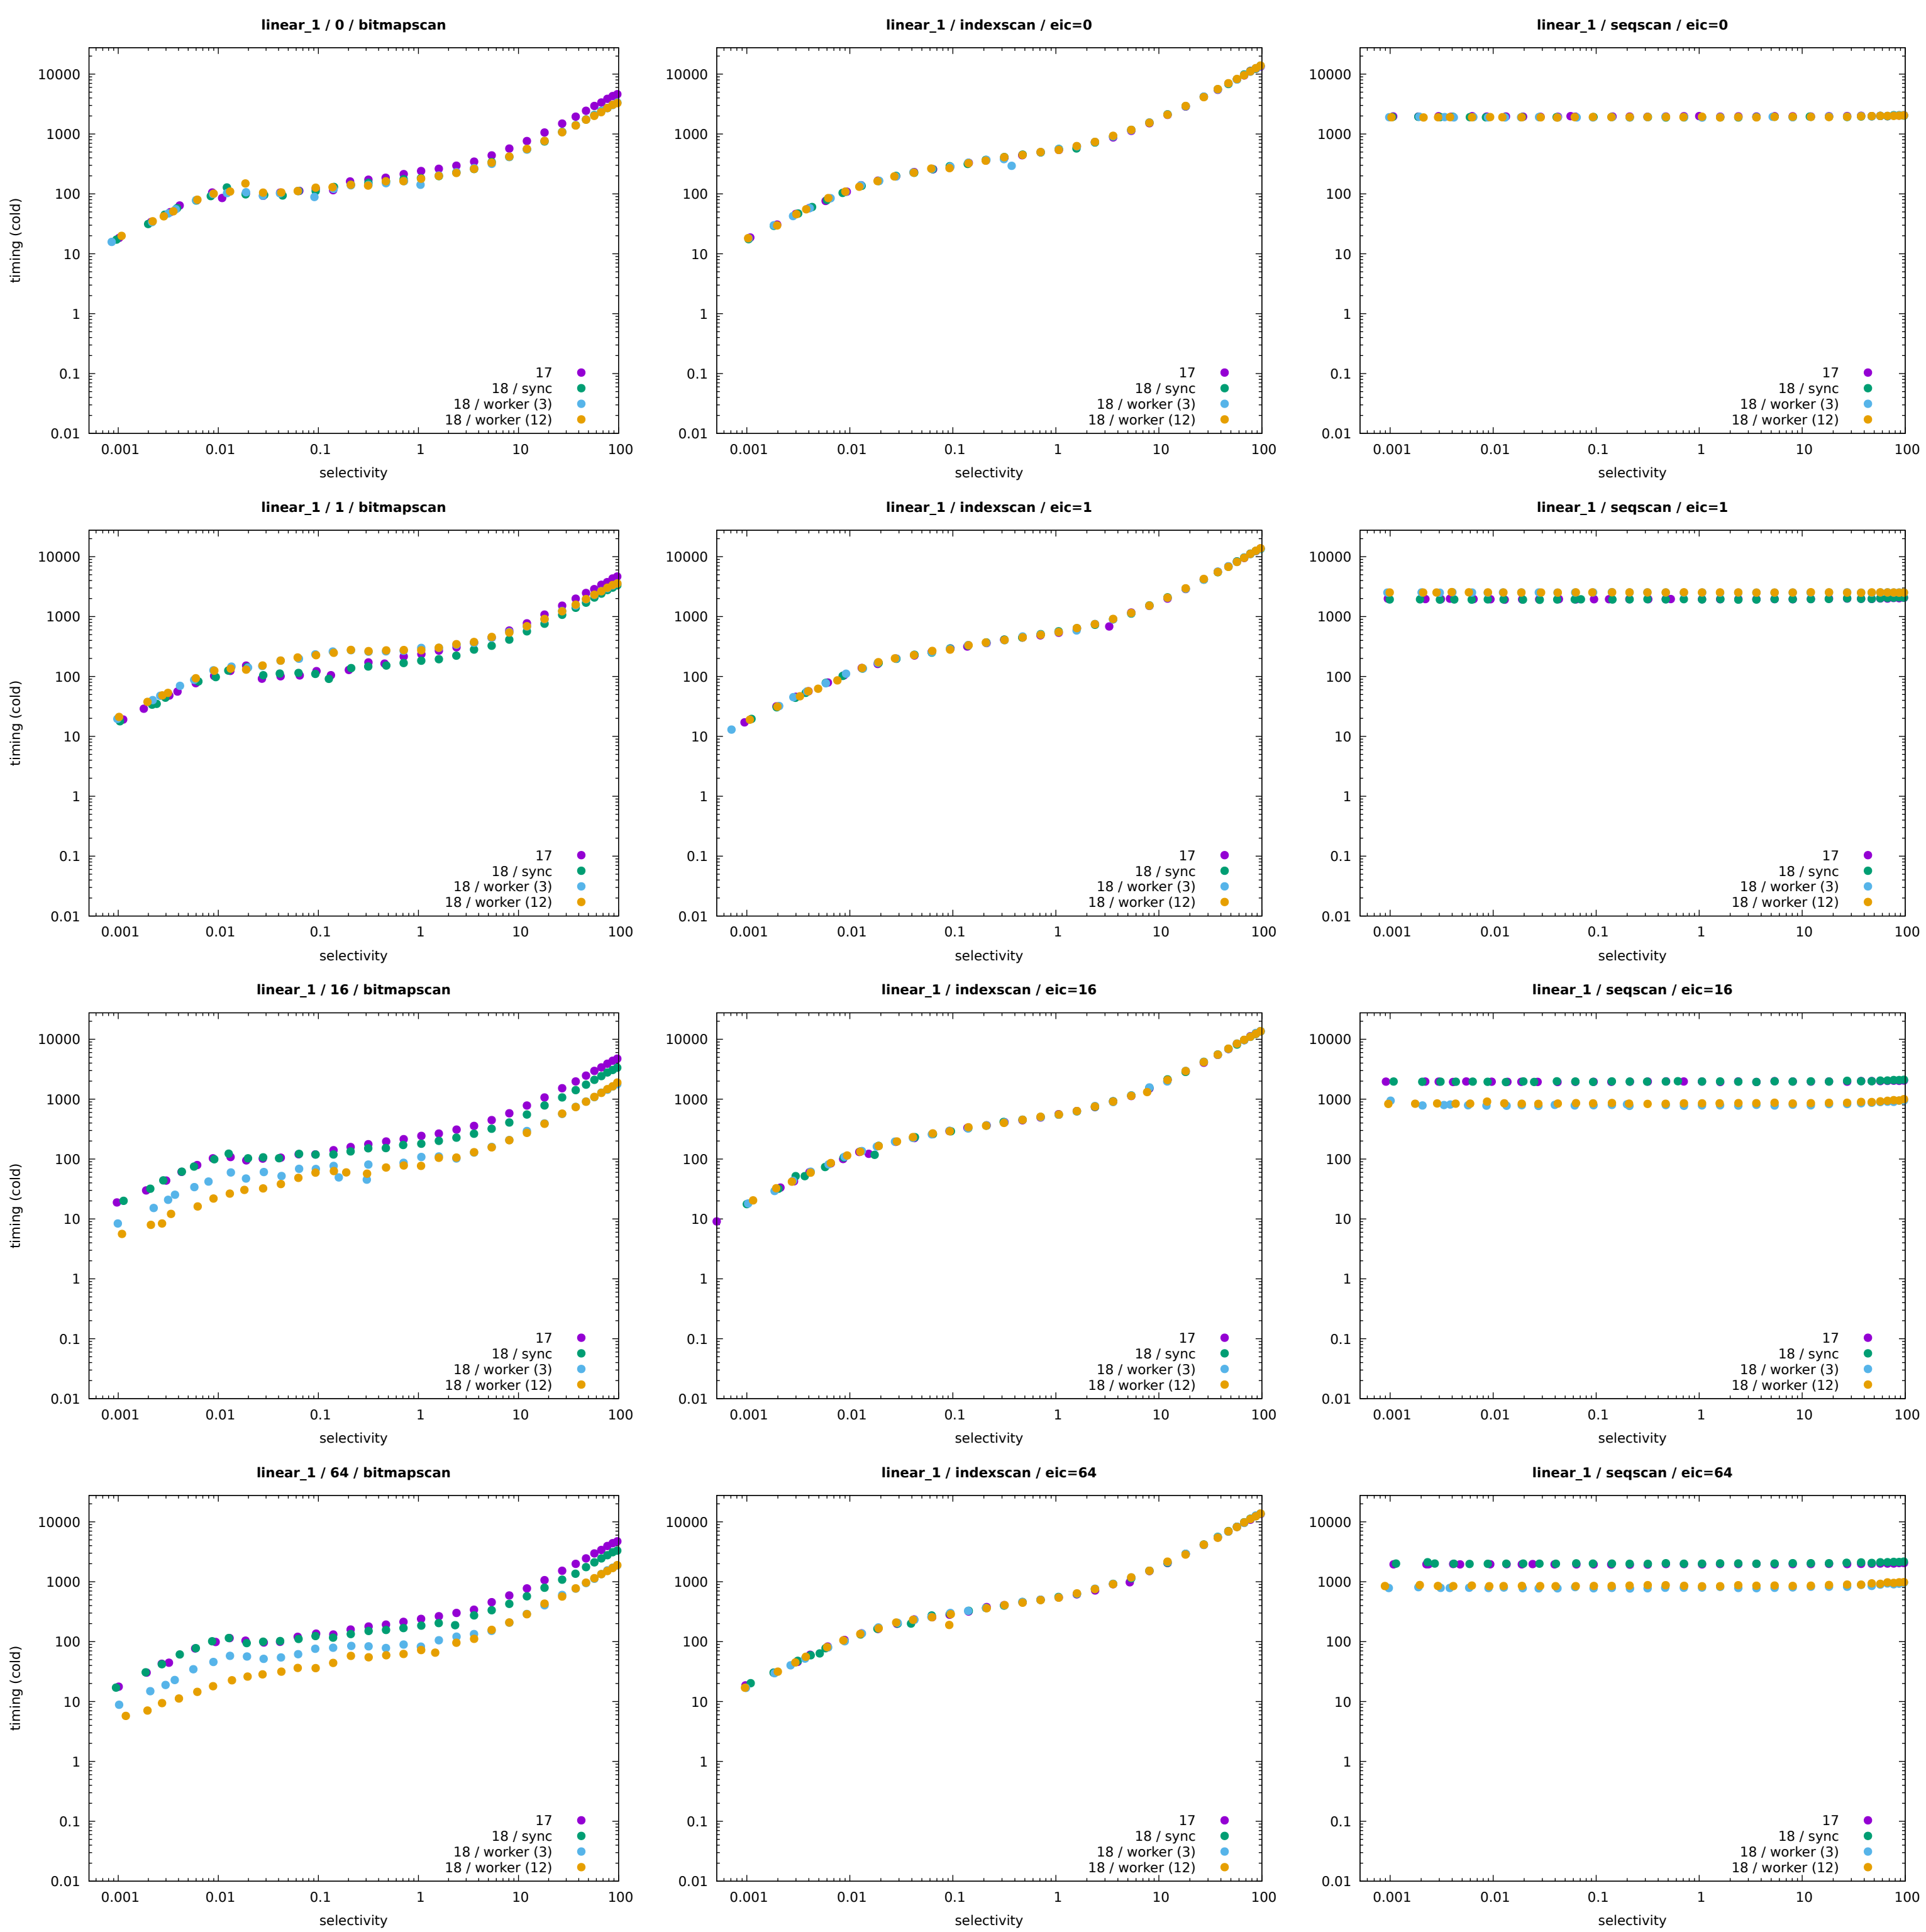 linear_1 / 0 / bitmapscan
timing (cold)
10000
1000
100
10
1
0.1
0.01
17
18 / sync
18 / worker (3)
18 / worker (12)
0.001 0.01 0.1 1 10 100
selectivity
linear_1 / indexscan / eic=0
10000
1000
100
10
1
0.1
0.01
17
18 / sync
18 / worker (3)
18 / worker (12)
0.001 0.01 0.1 1 10 100
selectivity
linear_1 / seqscan / eic=0
10000
1000
100
10
1
0.1
0.01
17
18 / sync
18 / worker (3)
18 / worker (12)
0.001 0.01 0.1 1 10 100
selectivity
linear_1 / 1 / bitmapscan
timing (cold)
10000
1000
100
10
1
0.1
0.01
17
18 / sync
18 / worker (3)
18 / worker (12)
0.001 0.01 0.1 1 10 100
selectivity
linear_1 / indexscan / eic=1
10000
1000
100
10
1
0.1
0.01
17
18 / sync
18 / worker (3)
18 / worker (12)
0.001 0.01 0.1 1 10 100
selectivity
linear_1 / seqscan / eic=1
10000
1000
100
10
1
0.1
0.01
17
18 / sync
18 / worker (3)
18 / worker (12)
0.001 0.01 0.1 1 10 100
selectivity
linear_1 / 16 / bitmapscan
timing (cold)
10000
1000
100
10
1
0.1
0.01
17
18 / sync
18 / worker (3)
18 / worker (12)
0.001 0.01 0.1 1 10 100
selectivity
linear_1 / indexscan / eic=16
10000
1000
100
10
1
0.1
0.01
17
18 / sync
18 / worker (3)
18 / worker (12)
0.001 0.01 0.1 1 10 100
selectivity
linear_1 / seqscan / eic=16
10000
1000
100
10
1
0.1
0.01
17
18 / sync
18 / worker (3)
18 / worker (12)
0.001 0.01 0.1 1 10 100
selectivity
linear_1 / 64 / bitmapscan
timing (cold)
10000
1000
100
10
1
0.1
0.01
17
18 / sync
18 / worker (3)
18 / worker (12)
0.001 0.01 0.1 1 10 100
selectivity
linear_1 / indexscan / eic=64
10000
1000
100
10
1
0.1
0.01
17
18 / sync
18 / worker (3)
18 / worker (12)
0.001 0.01 0.1 1 10 100
selectivity
linear_1 / seqscan / eic=64
10000
1000
100
10
1
0.1
0.01
17
18 / sync
18 / worker (3)
18 / worker (12)
0.001 0.01 0.1 1 10 100
selectivity